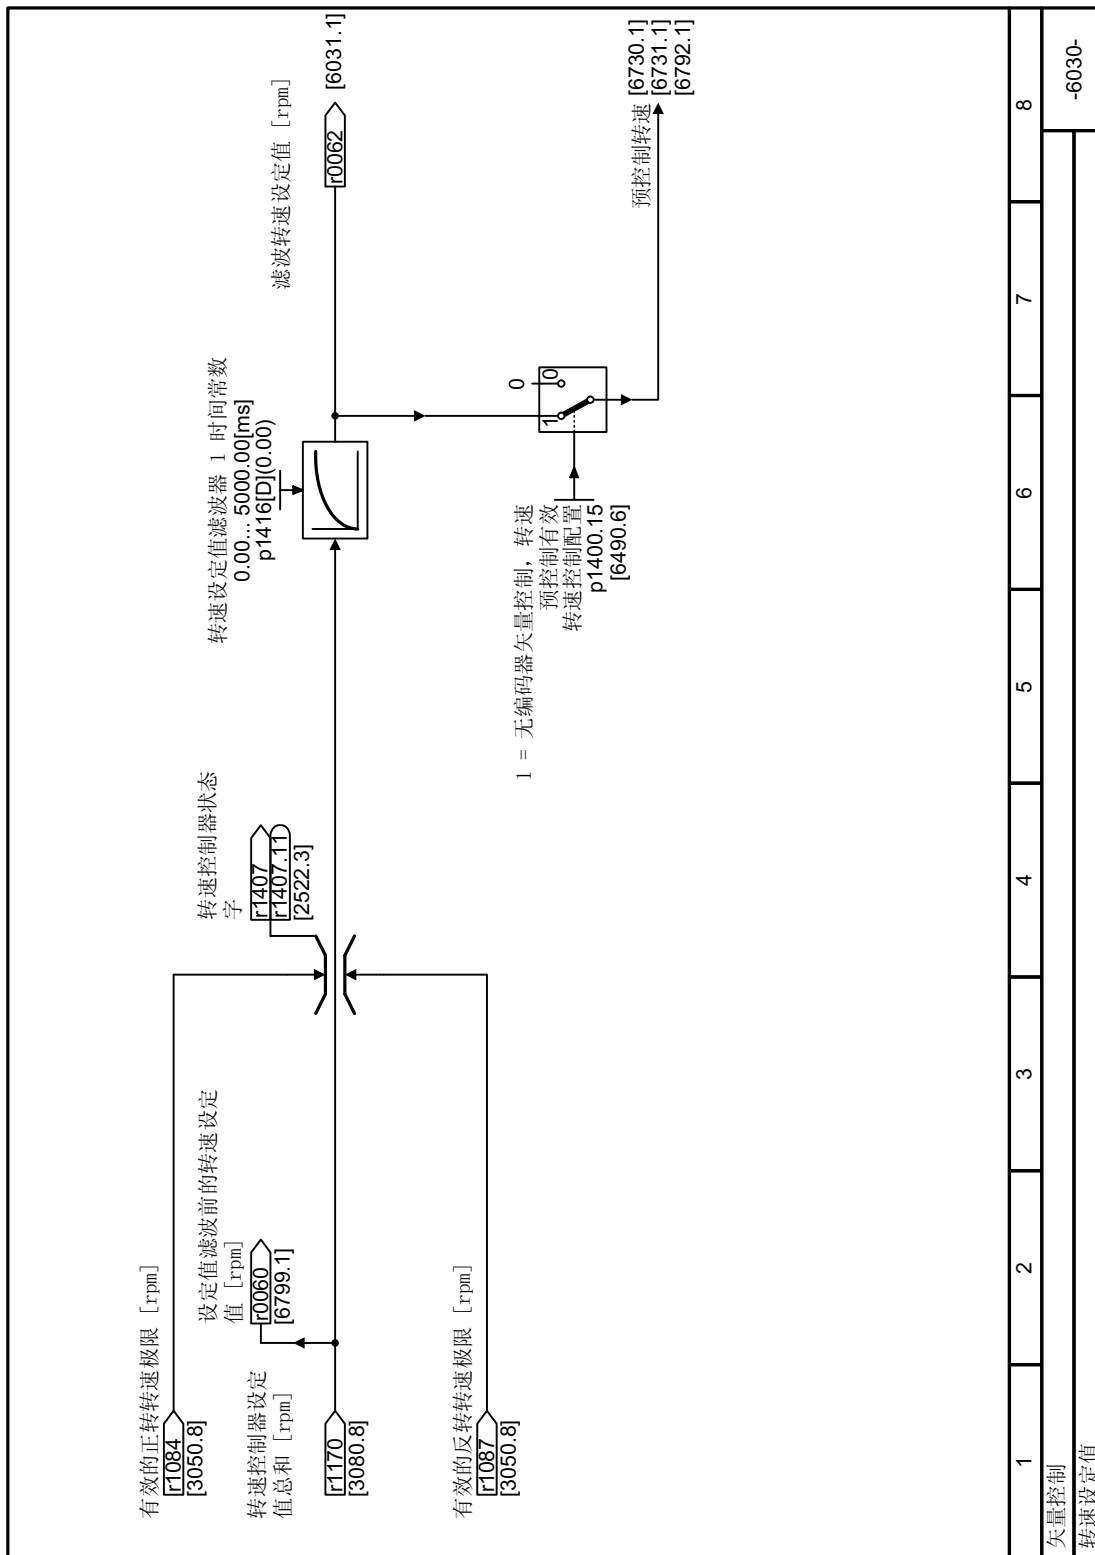 有效的正转转速极限 [rpm]
r1084
[3050.8]
设定值滤波前的转速设定
值 [rpm]
r0060
[6799.1]
转速控制器设定
值总和 [rpm]
r1170
[3080.8]
有效的反转转速极限 [rpm]
r1087
[3050.8]
转速控制器状态
字
r1407
r1407.11
[2522.3]
转速设定值滤波器 1 时间常数
0.00... 5000.00[ms]
p1416[D](0.00)
滤波转速设定值 [rpm]
r0062
[6031.1]
1 = 无编码器矢量控制, 转速
预控制有效
转速控制配置
p1400.15
[6490.6]
0
1
0
预控制转速
[6730.1]
[6731.1]
[6792.1]
1 2 3 4 5 6 7 8
矢量控制
转速设定值
-6030-